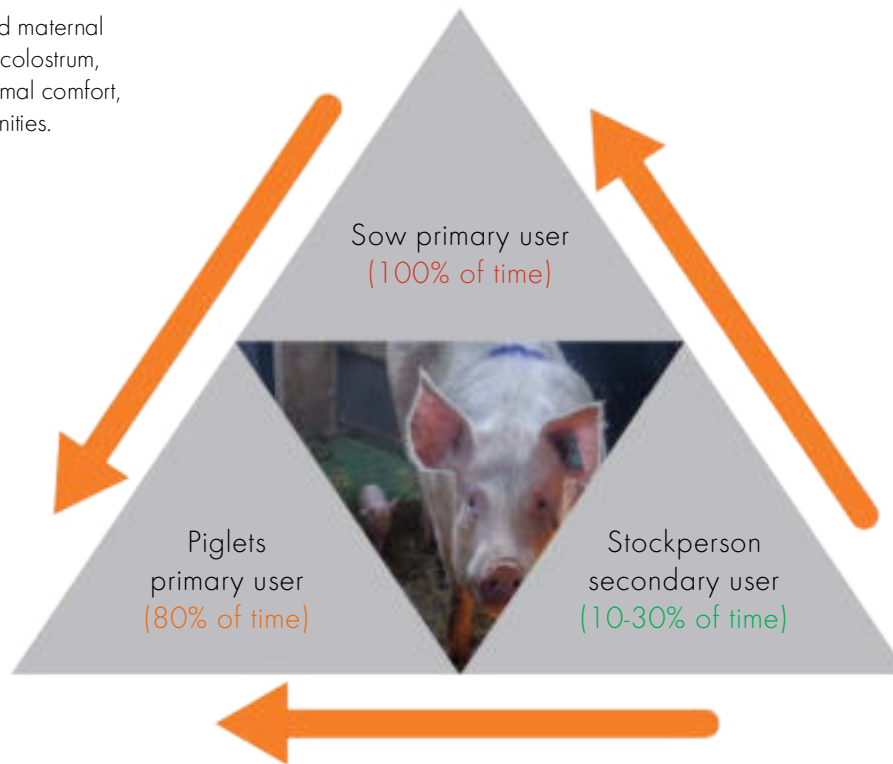 d maternal
colostrum,
mal comfort,
nities.
Sow primary user
(100% of time)
Piglets
primary user
(80% of time)
Stockperson
secondary user
(10-30% of time)